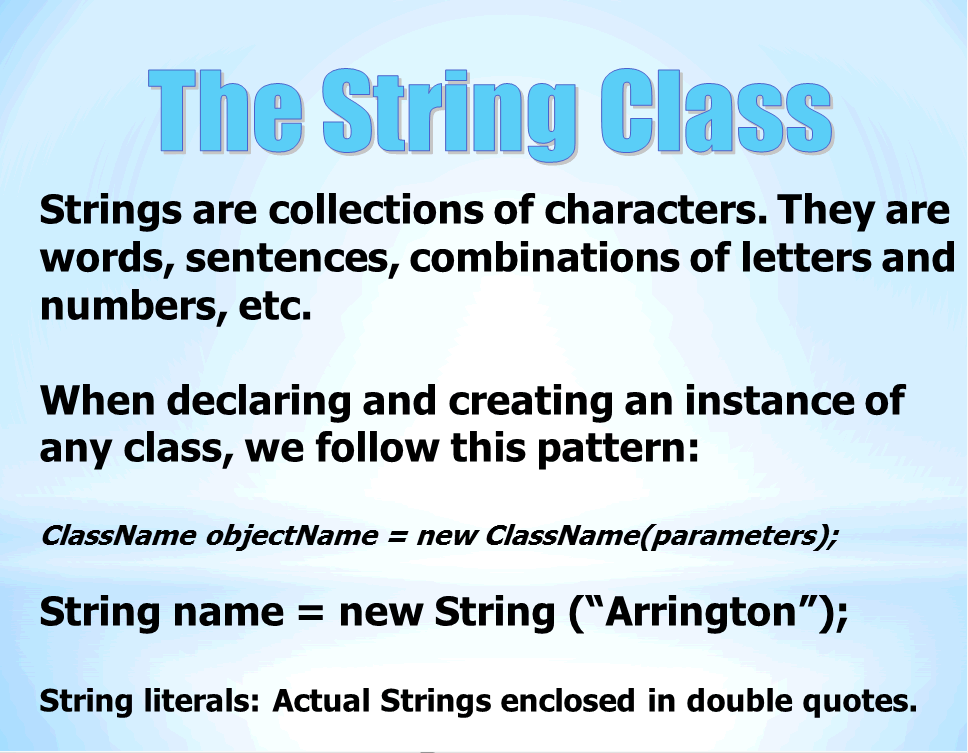 The String Class
Strings are collections of characters. They are
words, sentences, combinations of letters and
numbers, etc.
When declaring and creating an instance of
any class, we follow this pattern:
ClassName objectName = new ClassName(parameters);
String name = new String (“Arrington”);
String literals: Actual Strings enclosed in double quotes.